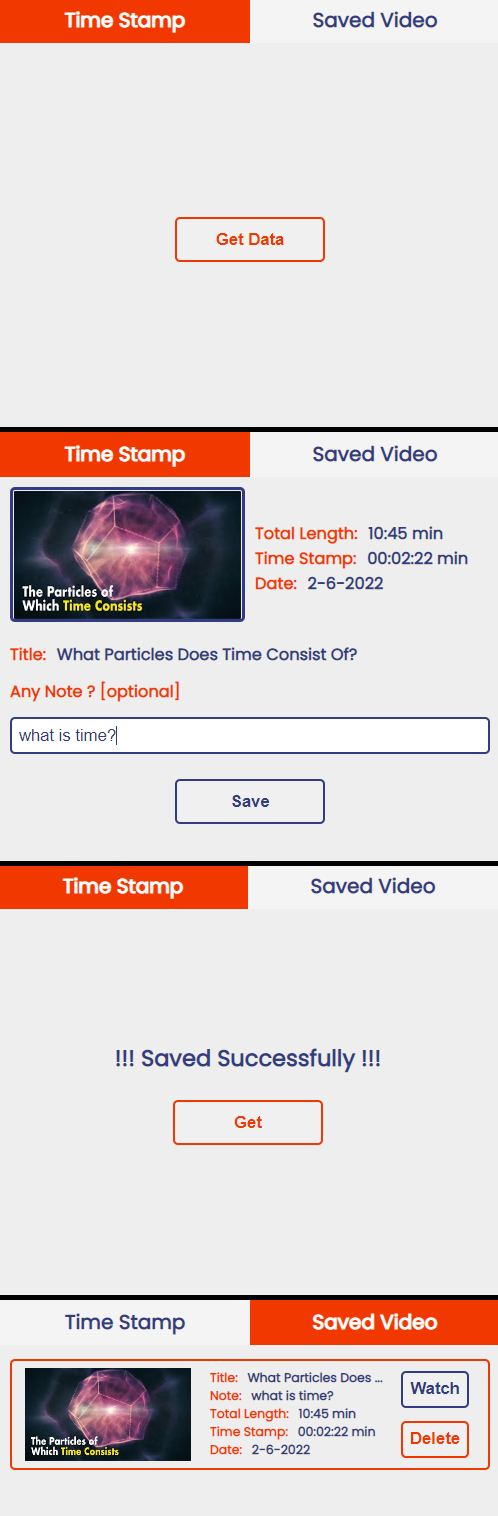 Time Stamp Saved Video
Get Data
Time Stamp Saved Video
The Particles of
Which Time Consists
Total Length: 10:45 min
Time Stamp: 00:02:22 min
Date: 2-6-2022
Title: What Particles Does Time Consist Of?
Any Note ? [optional]
what is time?
Save
Time Stamp Saved Video
!!! Saved Successfully !!!
Get
Time Stamp Saved Video
The Particles of
Which Time Consists
Title: What Particles Does ...
Note: what is time?
Total Length: 10:45 min
Time Stamp: 00:02:22 min
Date: 2-6-2022
Watch
Delete